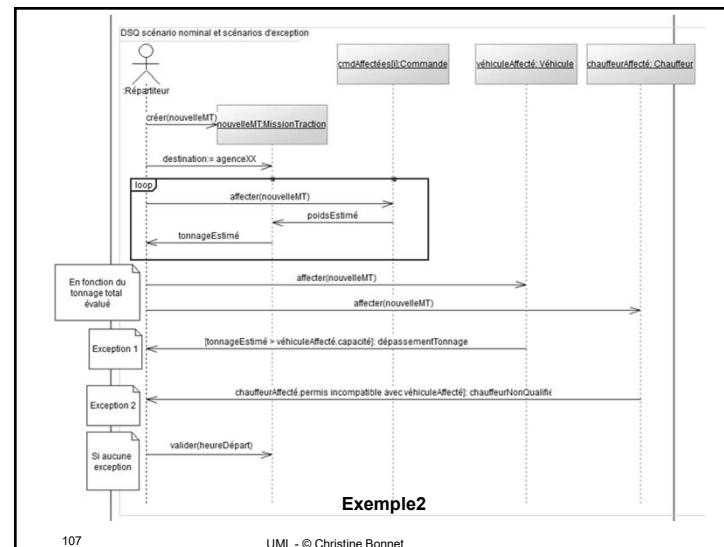 DSQ scénario nominal et scénarios d'exception
:Répartiteur
cmdAffectées[i]:Commande
véhiculeAffecté: Véhicule
chauffeurAffecté: Chauffeur
créer(nouvelleMT)
nouvelleMT:MissionTraction
destination:= agenceXX
loop
affecter(nouvelleMT)
poidsEstimé
tonnageEstimé
En fonction du
tonnage total
évalué
affecter(nouvelleMT)
affecter(nouvelleMT)
Exception 1
[tonnageEstimé > véhiculeAffecté.capacité]: dépassementTonnage
Exception 2
chauffeurAffecté.permis incompatible avec véhiculeAffecté]: chauffeurNonQualifié
Si aucune
exception
valider(heureDépart)
Exemple2
107
UML - © Christine Bonnet